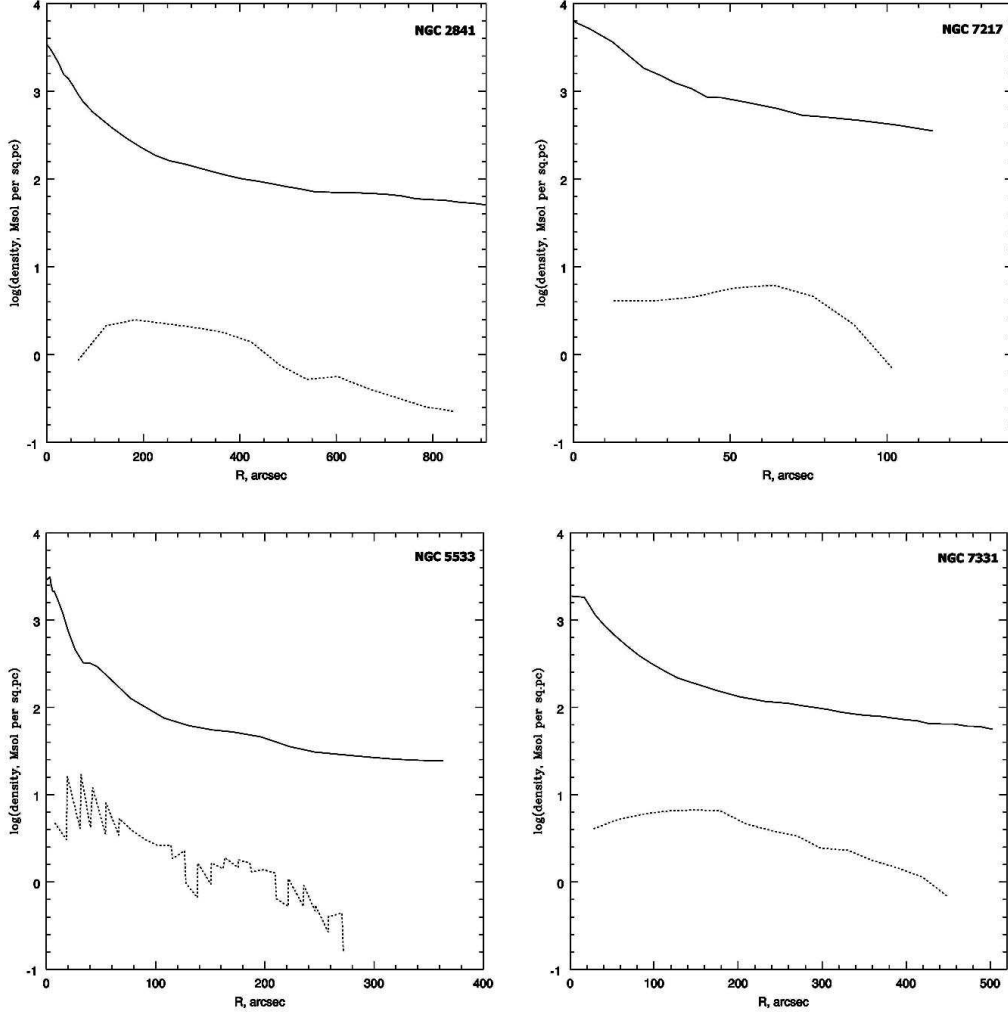 NGC 2841
4
3
2
1
0
-1
log(density, Msol per sq.pc)
0 200 400 600 800
R, arcsec
NGC 7217
4
3
2
1
0
-1
log(density, Msol per sq.pc)
0 50 100
R, arcsec
NGC 5533
4
3
2
1
0
-1
log(density, Msol per sq.pc)
0 100 200 300 400
R, arcsec
NGC 7331
4
3
2
1
0
-1
log(density, Msol per sq.pc)
0 100 200 300 400 500
R, arcsec